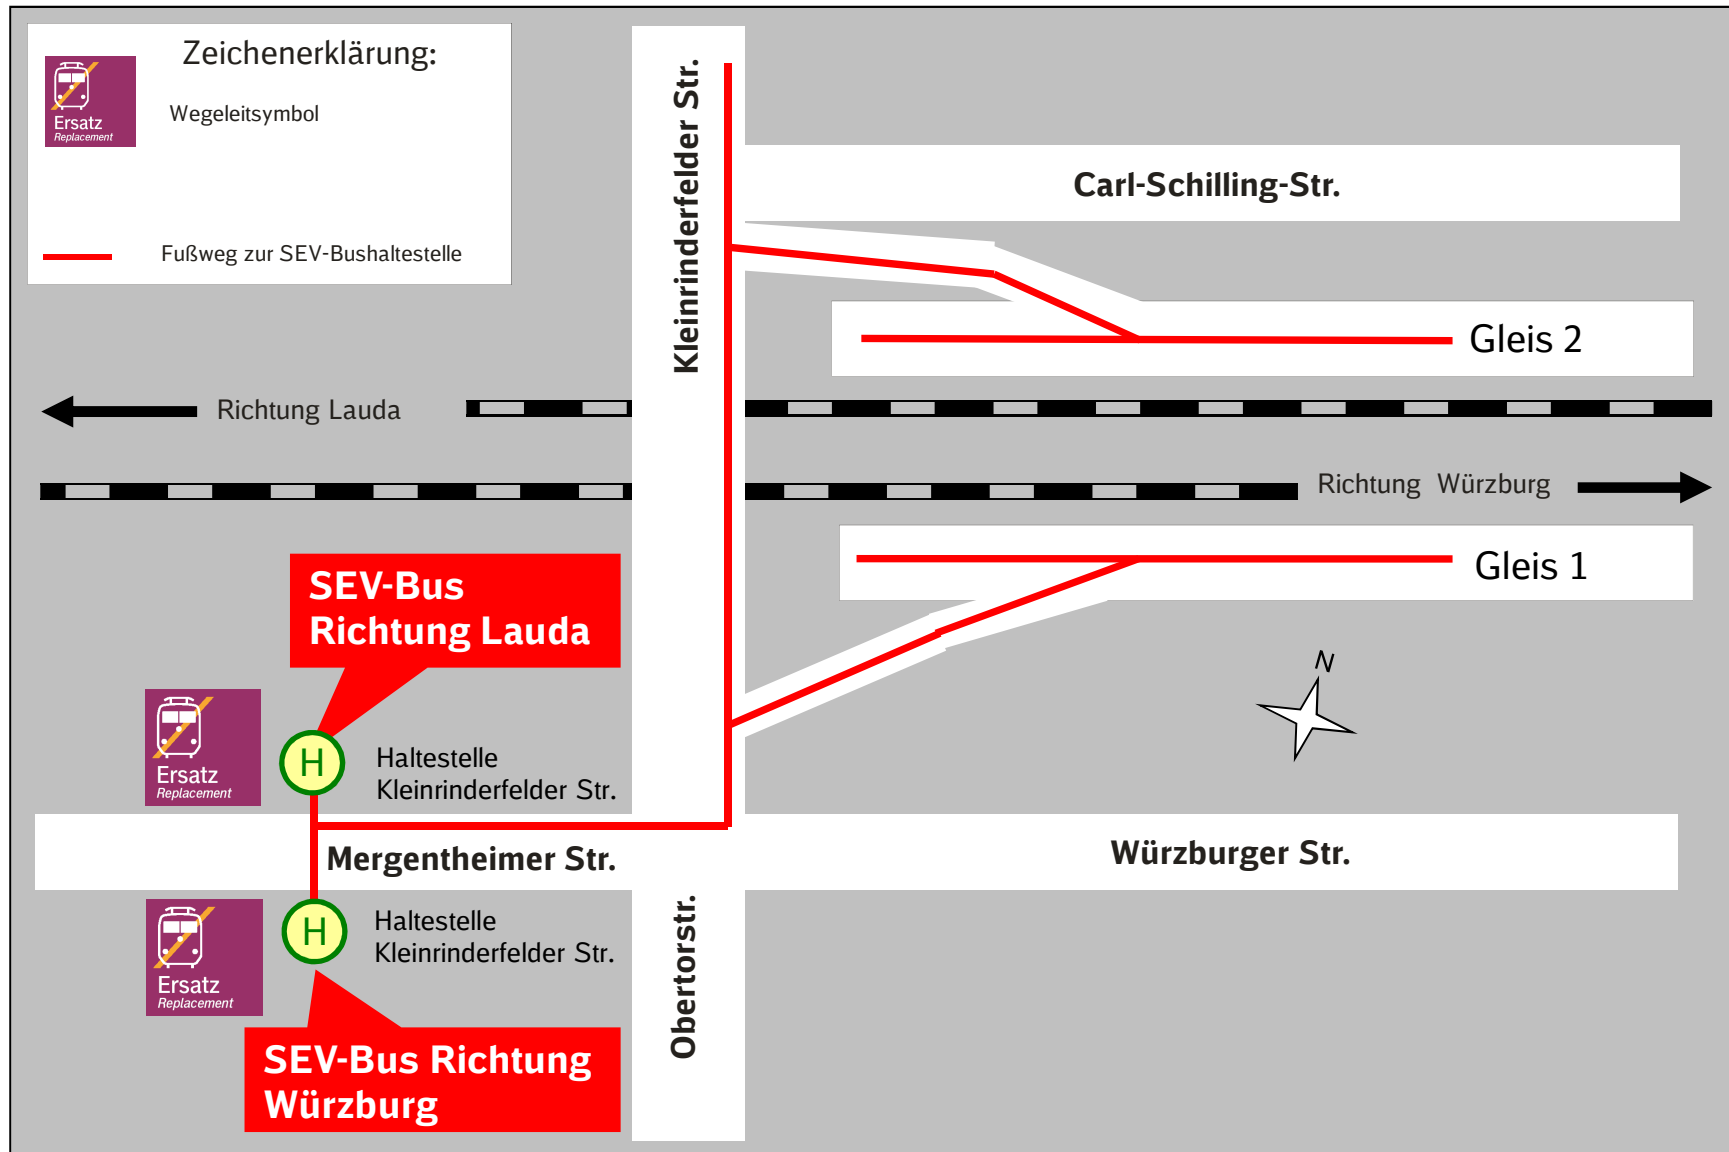 Zeichenerklärung:
Ersatz
Replacement
Wegeleitsymbol
Fußweg zur SEV-Bushaltestelle
Kleinrinderfelder Str.
Carl-Schilling-Str.
Gleis 2
Richtung Lauda
Richtung Würzburg
Gleis 1
SEV-Bus
Richtung Lauda
N
Ersatz
Replacement
H
Haltestelle
Kleinrinderfelder Str.
Mergentheimer Str.
Würzburger Str.
Ersatz
Replacement
H
Haltestelle
Kleinrinderfelder Str.
Obertorstr.
SEV-Bus Richtung
Würzburg